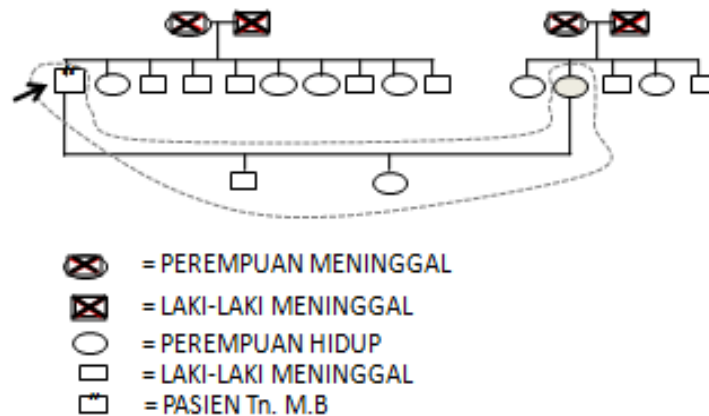 = PEREMPUAN MENINGGAL
= LAKI-LAKI MENINGGAL
= PEREMPUAN HIDUP
= LAKI-LAKI MENINGGAL
= PASIEN Tn. M.B